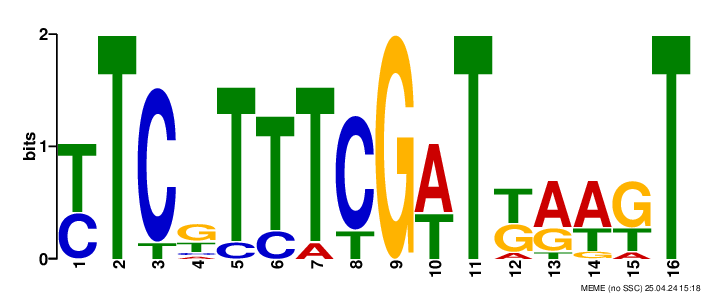 2
1
0
bits
T T C G T T T C G A T T A A G T
C T T C C A T T G G T T
A T G A
1 2 3 4 5 6 7 8 9 10 11 12 13 14 15 16
MEME (no SSC) 25.04.24 15:18